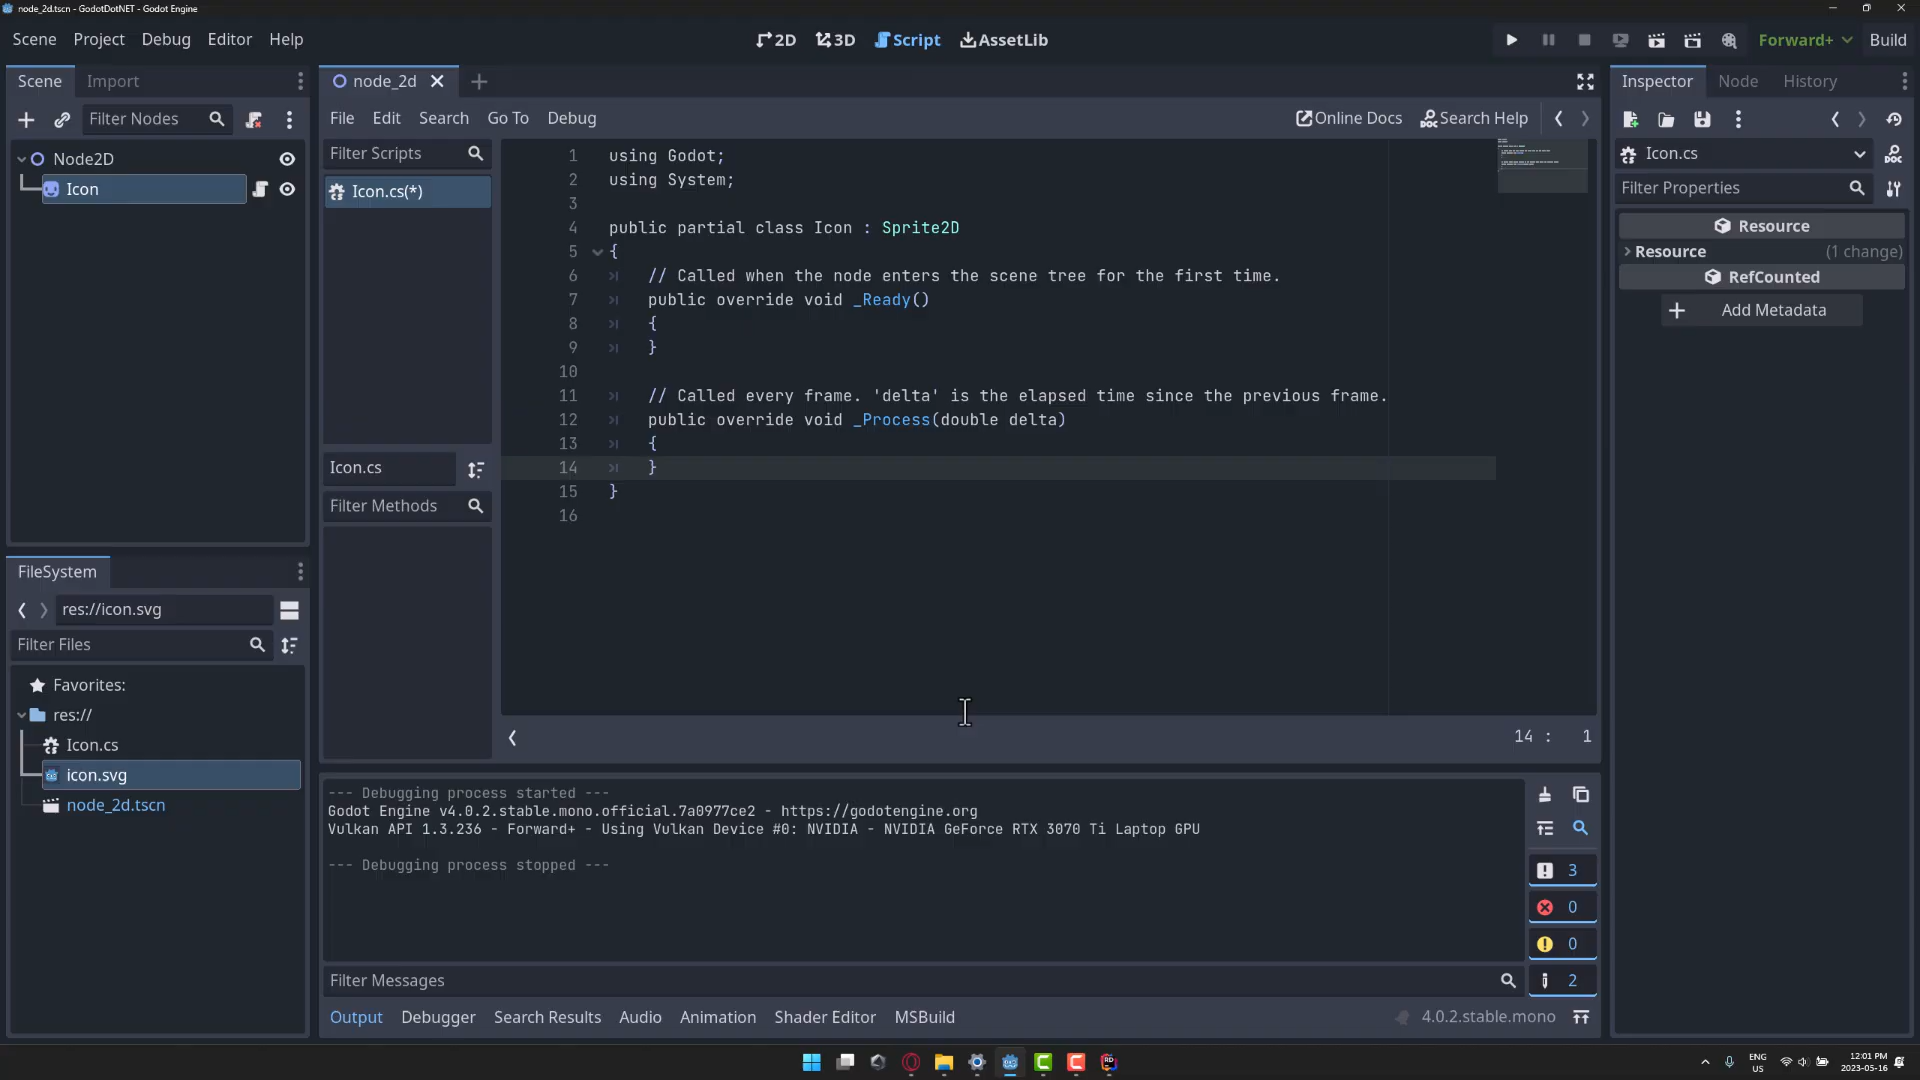 node_2d.tscn - GodotDotNET - Godot Engine
Scene Project Debug Editor Help
2D 3D Script AssetLib
Forward+ Build
Scene Import
node_2d
Inspector Node History
Filter Nodes
File Edit Search Go To Debug
Online Docs Search Help
Node2D
Icon
Filter Scripts
Icon.cs(*)
Icon.cs
Filter Methods
1 using Godot;
2 using System;
3
4 public partial class Icon : Sprite2D
5 {
6 // Called when the node enters the scene tree for the first time.
7 public override void _Ready()
8 {
9 }
10
11 // Called every frame. 'delta' is the elapsed time since the previous frame.
12 public override void _Process(double delta)
13 {
14 }
15 }
16
14 : 1
Icon.cs
Filter Properties
Resource
Resource (1 change)
RefCounted
Add Metadata
FileSystem
res://icon.svg
Filter Files
Favorites:
res://
Icon.cs
icon.svg
node_2d.tscn
--- Debugging process started ---
Godot Engine v4.0.2.stable.mono.official.7a0977ce2 - https://godotengine.org
Vulkan API 1.3.236 - Forward+ - Using Vulkan Device #0: NVIDIA - NVIDIA GeForce RTX 3070 Ti Laptop GPU
--- Debugging process stopped ---
3
0
0
2
Filter Messages
Output Debugger Search Results Audio Animation Shader Editor MSBuild
4.0.2.stable.mono
ENG
US
12:01 PM
2023-05-16